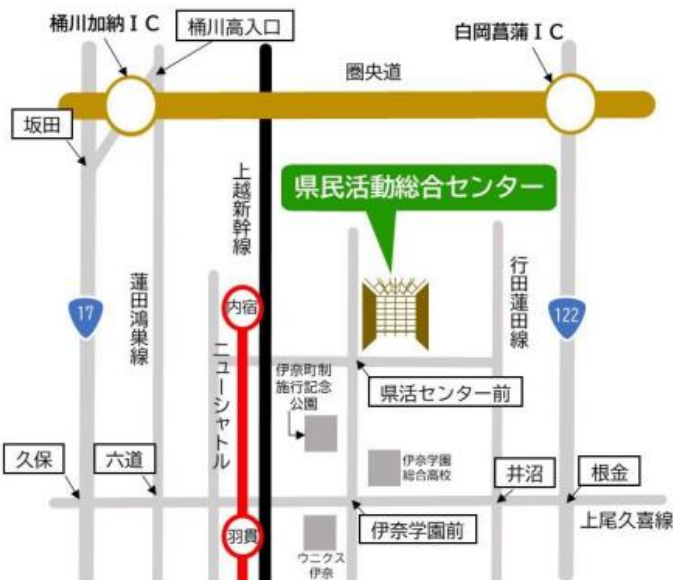 桶川加納IC
桶川高入口
白岡菖蒲IC
圏央道
坂田
上越新幹線
県民活動総合センター
蓮田鴻巣線
行田蓮田線
17
内宿
122
ニューシャトル
伊奈町制
施行記念
公園
県活センター前
久保
六道
伊奈学園
総合高校
井沼
根金
羽貫
伊奈学園前
上尾久喜線
ウニクス
伊奈